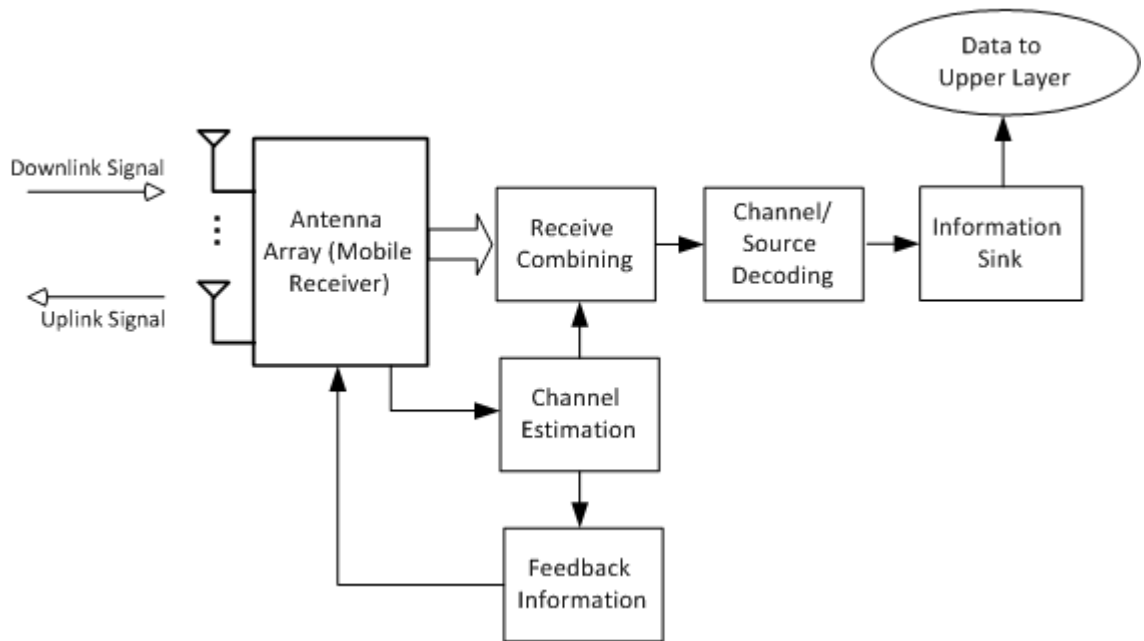 Data to
Upper Layer
Downlink Signal
Uplink Signal
Antenna
Array (Mobile
Receiver)
Receive
Combining
Channel/
Source
Decoding
Information
Sink
Channel
Estimation
Feedback
Information